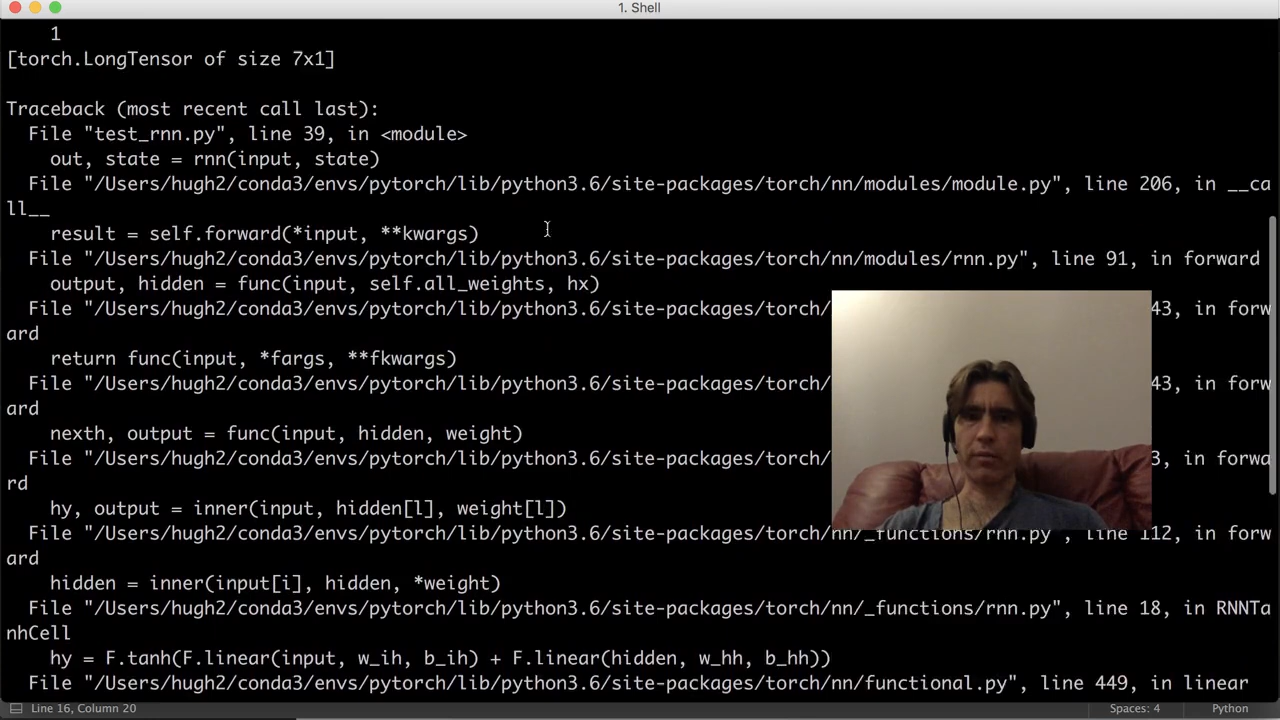 1. Shell
1
[torch.LongTensor of size 7x1]
Traceback (most recent call last):
File "test_rnn.py", line 39, in <module>
out, state = rnn(input, state)
File "/Users/hugh2/conda3/envs/pytorch/lib/python3.6/site-packages/torch/nn/modules/module.py", line 206, in __ca
ll__
result = self.forward(*input, **kwargs)
File "/Users/hugh2/conda3/envs/pytorch/lib/python3.6/site-packages/torch/nn/modules/rnn.py", line 91, in forward
output, hidden = func(input, self.all_weights, hx)
File "/Users/hugh2/conda3/envs/pytorch/lib/python3.6/site-packages/torch/ 43, in forw
ard
return func(input, *fargs, **fkwargs)
File "/Users/hugh2/conda3/envs/pytorch/lib/python3.6/site-packages/torch/ 43, in forw
ard
nexth, output = func(input, hidden, weight)
File "/Users/hugh2/conda3/envs/pytorch/lib/python3.6/site-packages/torch/ 3, in forwa
rd
hy, output = inner(input, hidden[l], weight[l])
File "/Users/hugh2/conda3/envs/pytorch/lib/python3.6/site-packages/torch/nn/_functions/rnn.py", line 112, in forw
ard
hidden = inner(input[i], hidden, *weight)
File "/Users/hugh2/conda3/envs/pytorch/lib/python3.6/site-packages/torch/nn/_functions/rnn.py", line 18, in RNNTa
nhCell
hy = F.tanh(F.linear(input, w_ih, b_ih) + F.linear(hidden, w_hh, b_hh))
File "/Users/hugh2/conda3/envs/pytorch/lib/python3.6/site-packages/torch/nn/functional.py", line 449, in linear
Line 16, Column 20
Spaces: 4
Python